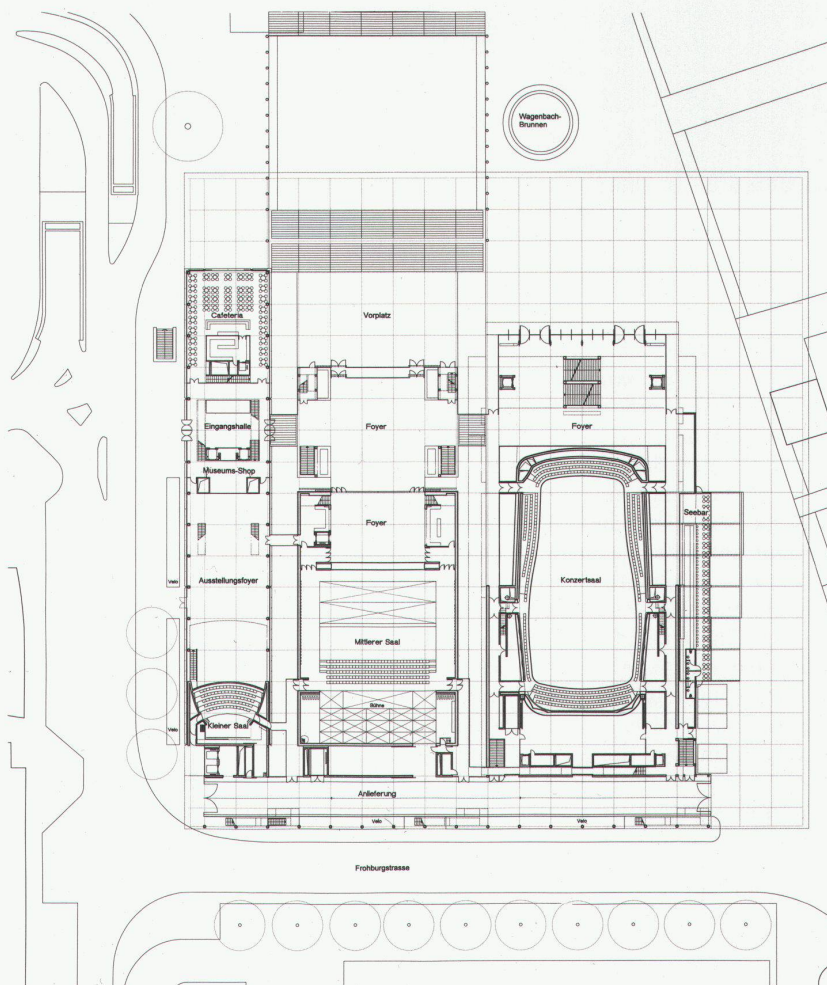 Wagenbach-
Brunnen
Cafeteria
Vorplatz
Eingangshalle
Foyer
Foyer
Museums-Shop
Seebar
Foyer
Velo
Ausstellungsfoyer
Konzertsaal
Mittlerer Saal
Bühne
Kleiner Saal
Velo
Anlieferung
Velo
Velo
Frohburgstrasse